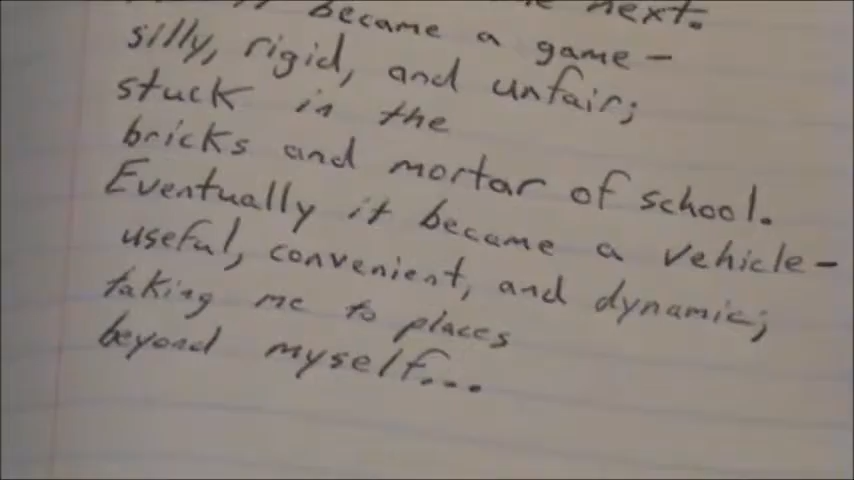 next.
became a game-
silly, rigid, and unfair;
stuck in the
bricks and mortar of school.
Eventually it became a vehicle-
useful, convenient, and dynamic;
taking me to places
beyond myself...